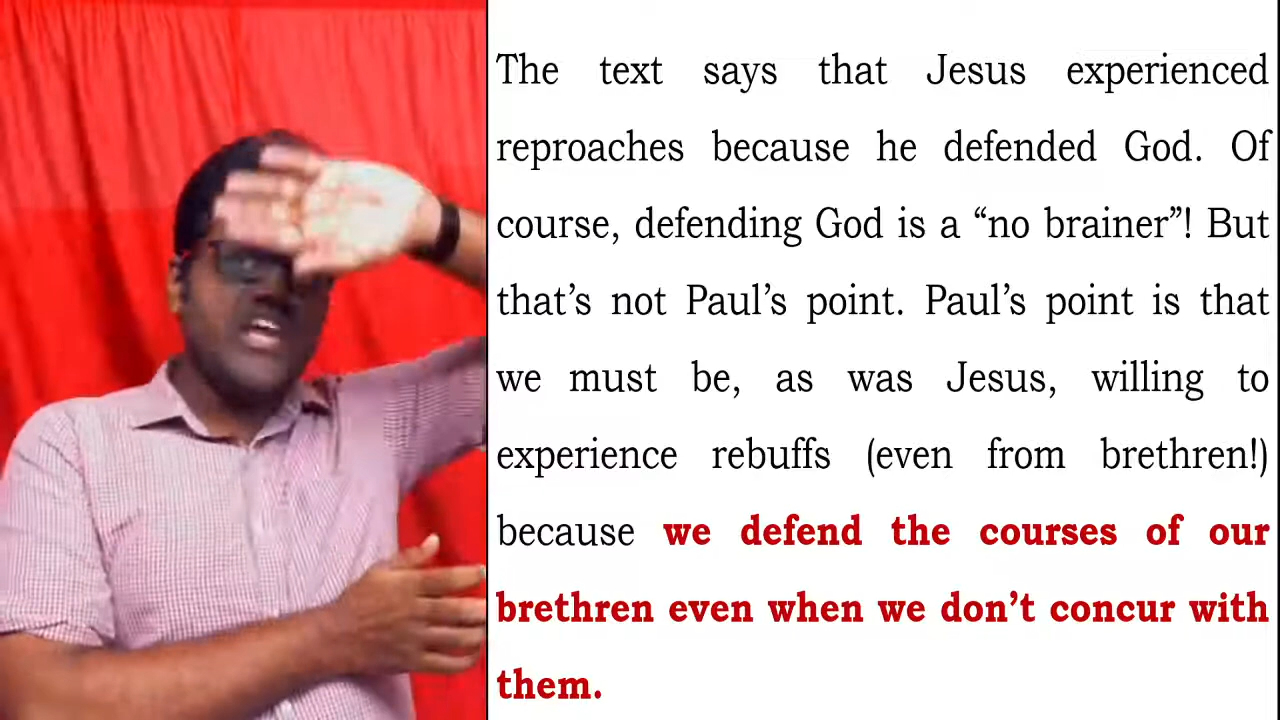 The text says that Jesus experienced
reproaches because he defended God. Of
course, defending God is a “no brainer”! But
that’s not Paul’s point. Paul’s point is that
we must be, as was Jesus, willing to
experience rebuffs (even from brethren!)
because we defend the courses of our
brethren even when we don’t concur with
them.